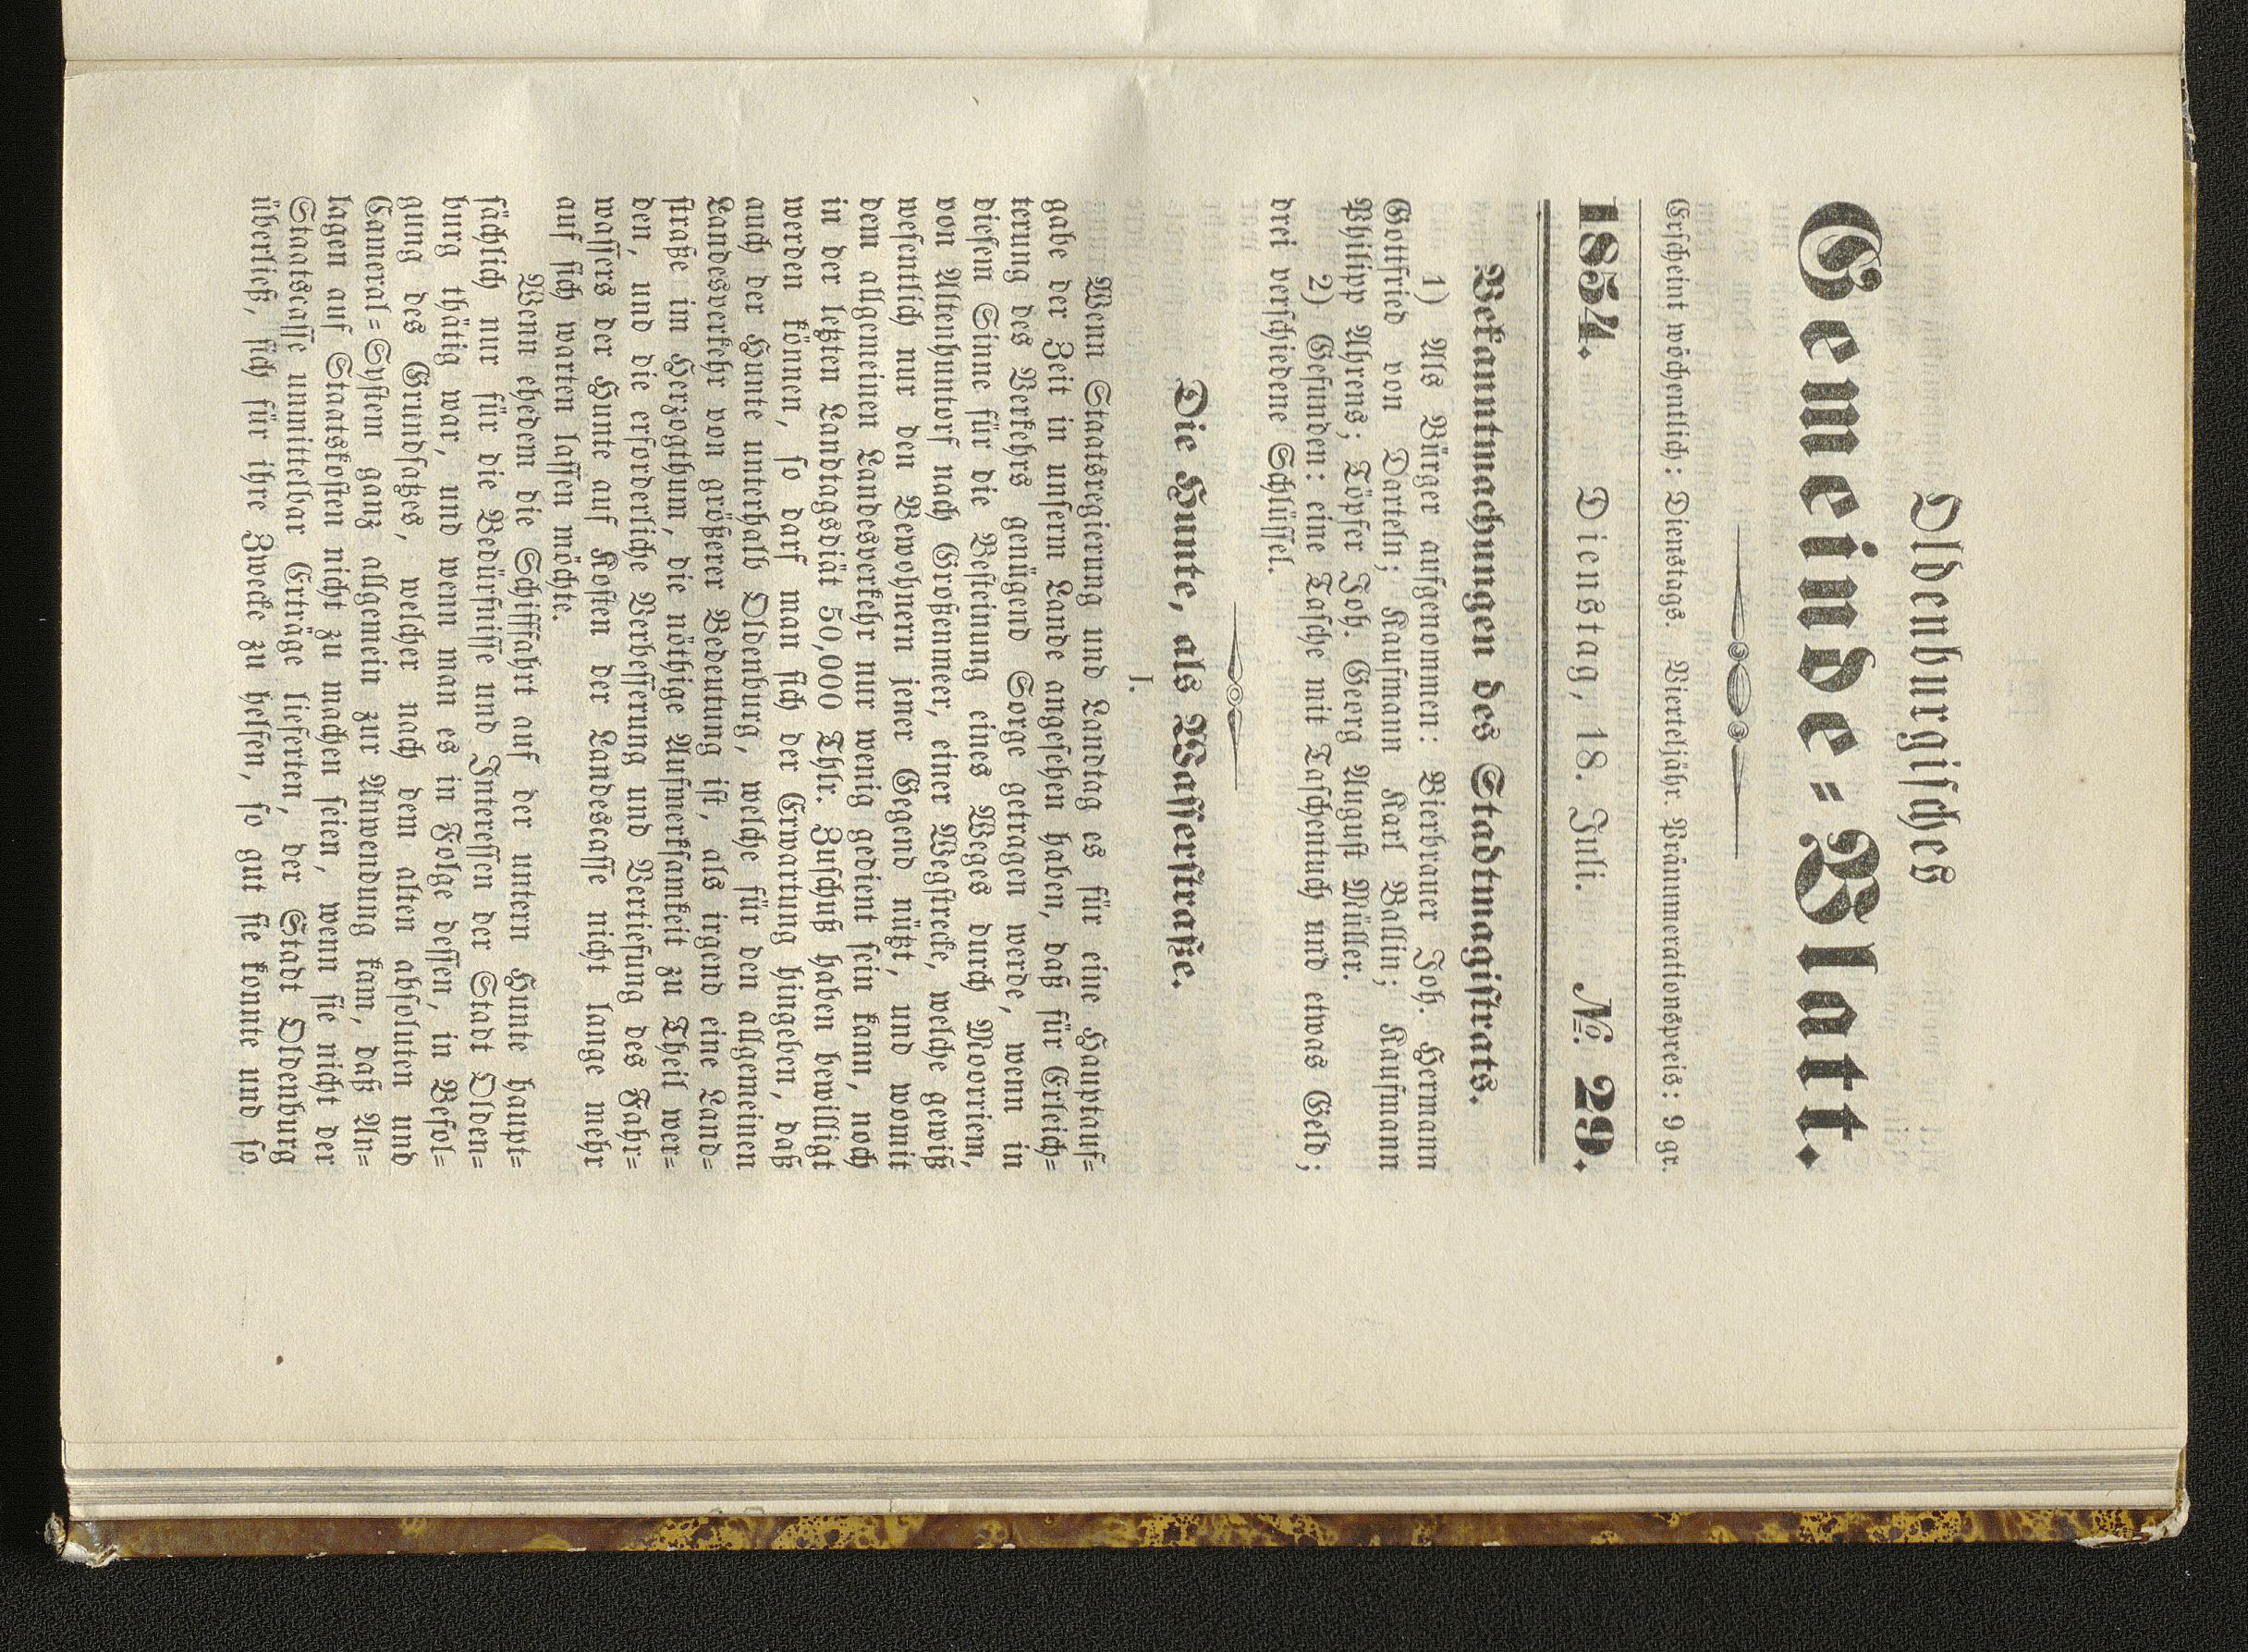 Oldenburgisches
Gemeinde=Blatt.
Erscheint wöchentlich: Dienstags. Vierteljähr. Pränumerationspreis: 9 gr.
1854. Dienstag, 18. Juli. №. 29.
Bekanntmachungen des Stadtmagistrats.
1) Als Bürger aufgenommen: Bierbrauer Joh. Hermann
Gottfried von Darteln; Kaufmann Karl Ballin; Kaufmann
Philipp Ahrens; Töpfer Joh. Georg August Müller.
2) Gefunden: eine Tasche mit Taschentuch und etwas Geld;
drei verschiedene Schlüssel.
Die Hunte, als Wasserstraße.
I.
Wenn Staatsregierung und Landtag es für eine Hauptauf=
gabe der Zeit in unserm Lande angesehen haben, daß für Erleich=
terung des Verkehrs genügend Sorge getragen werde, wenn in
diesem Sinne für die Besteinung eines Weges durch Moorriem,
von Altenhuntorf nach Großenmeer, einer Wegstrecke, welche gewiß
wesentlich nur den Bewohnern jener Gegend nützt, und womit
dem allgemeinen Landesverkehr nur wenig gedient sein kann, noch
in der letzten Landtagsdiät 50,000 Thlr. Zuschuß haben bewilligt
werden können, so darf man sich der Erwartung hingeben, daß
auch der Hunte unterhalb Oldenburg, welche für den allgemeinen
Landesverkehr von größerer Bedeutung ist, als irgend eine Land=
straße im Herzogthum, die nöthige Aufmerksamkeit zu Theil wer=
den, und die erforderliche Verbesserung und Vertiefung des Fahr=
wassers der Hunte auf Kosten der Landescasse nicht lange mehr
auf sich warten lassen möchte.
Wenn ehedem die Schifffahrt auf der untern Hunte haupt=
sächlich nur für die Bedürfnisse und Interessen der Stadt Olden=
burg thätig war, und wenn man es in Folge dessen, in Befol=
gung des Grundsatzes, welcher nach dem alten absoluten und
Cameral=System ganz allgemein zur Anwendung kam, daß An=
lagen auf Staatskosten nicht zu machen seien, wenn sie nicht der
Staatscasse unmittelbar Erträge lieferten, der Stadt Oldenburg
überließ, sich für ihre Zwecke zu helfen, so gut sie konnte und so